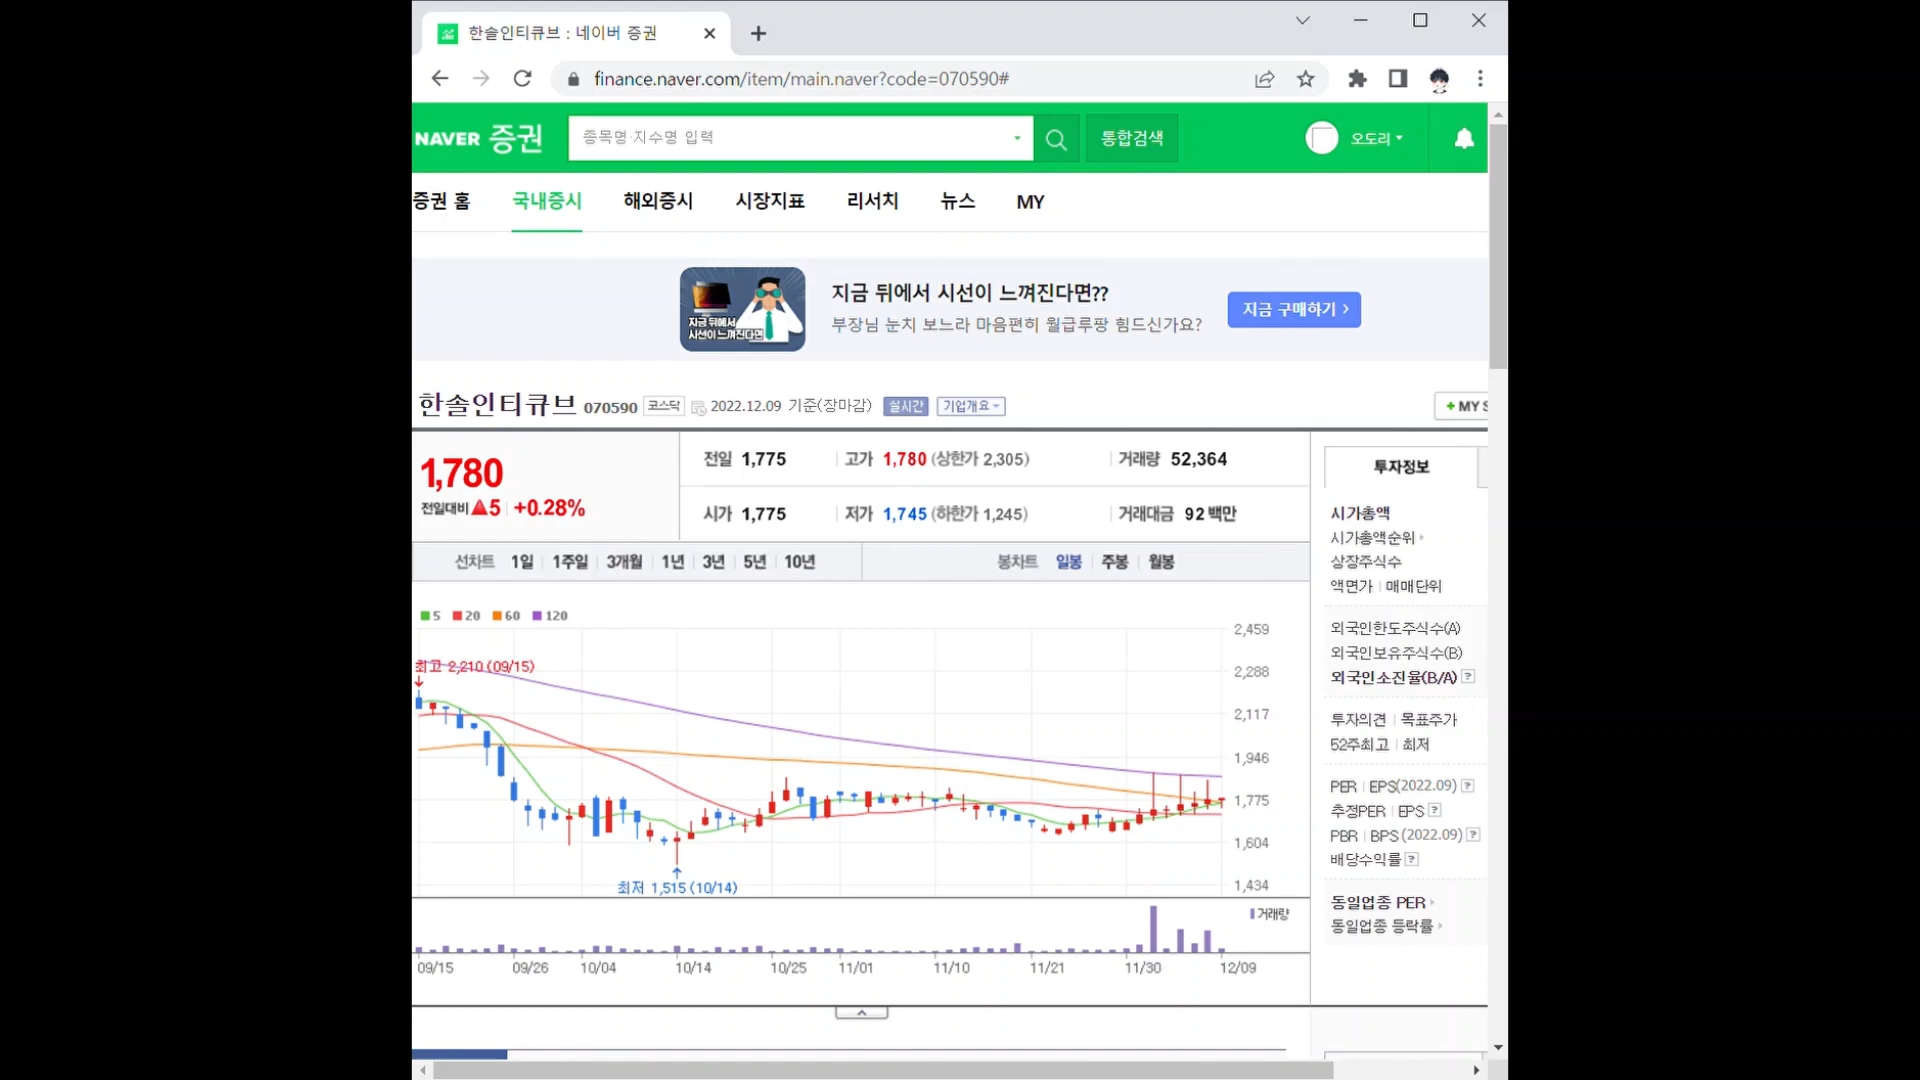 한솔인티큐브 : 네이버 증권
finance.naver.com/item/main.naver?code=070590#
NAVER 증권
종목명·지수명 입력
통합검색
오도리
증권 홈 국내증시 해외증시 시장지표 리서치 뉴스 MY
지금 뒤에서
시선이 느껴진다면
지금 뒤에서 시선이 느껴진다면??
부장님 눈치 보느라 마음편히 월급루팡 힘드신가요?
지금 구매하기
한솔인티큐브 070590 코스닥 2022.12.09 기준(장마감) 실시간 기업개요
+ MY S
1,780
전일대비 ▲5 +0.28%
전일 1,775 고가 1,780 (상한가 2,305) 거래량 52,364
시가 1,775 저가 1,745 (하한가 1,245) 거래대금 92 백만
선차트 1일 1주일 3개월 1년 3년 5년 10년
봉차트 일봉 주봉 월봉
5 20 60 120
최고 2,210 (09/15)
최저 1,515 (10/14)
2,459
2,288
2,117
1,946
1,775
1,604
1,434
거래량
09/15 09/26 10/04 10/14 10/25 11/01 11/10 11/21 11/30 12/09
투자정보
시가총액
시가총액순위
상장주식수
액면가 매매단위
외국인한도주식수(A)
외국인보유주식수(B)
외국인소진율(B/A) ?
투자의견 목표주가
52주최고 최저
PER EPS(2022.09) ?
추정PER EPS ?
PBR BPS (2022.09) ?
배당수익률 ?
동일업종 PER
동일업종 등락률